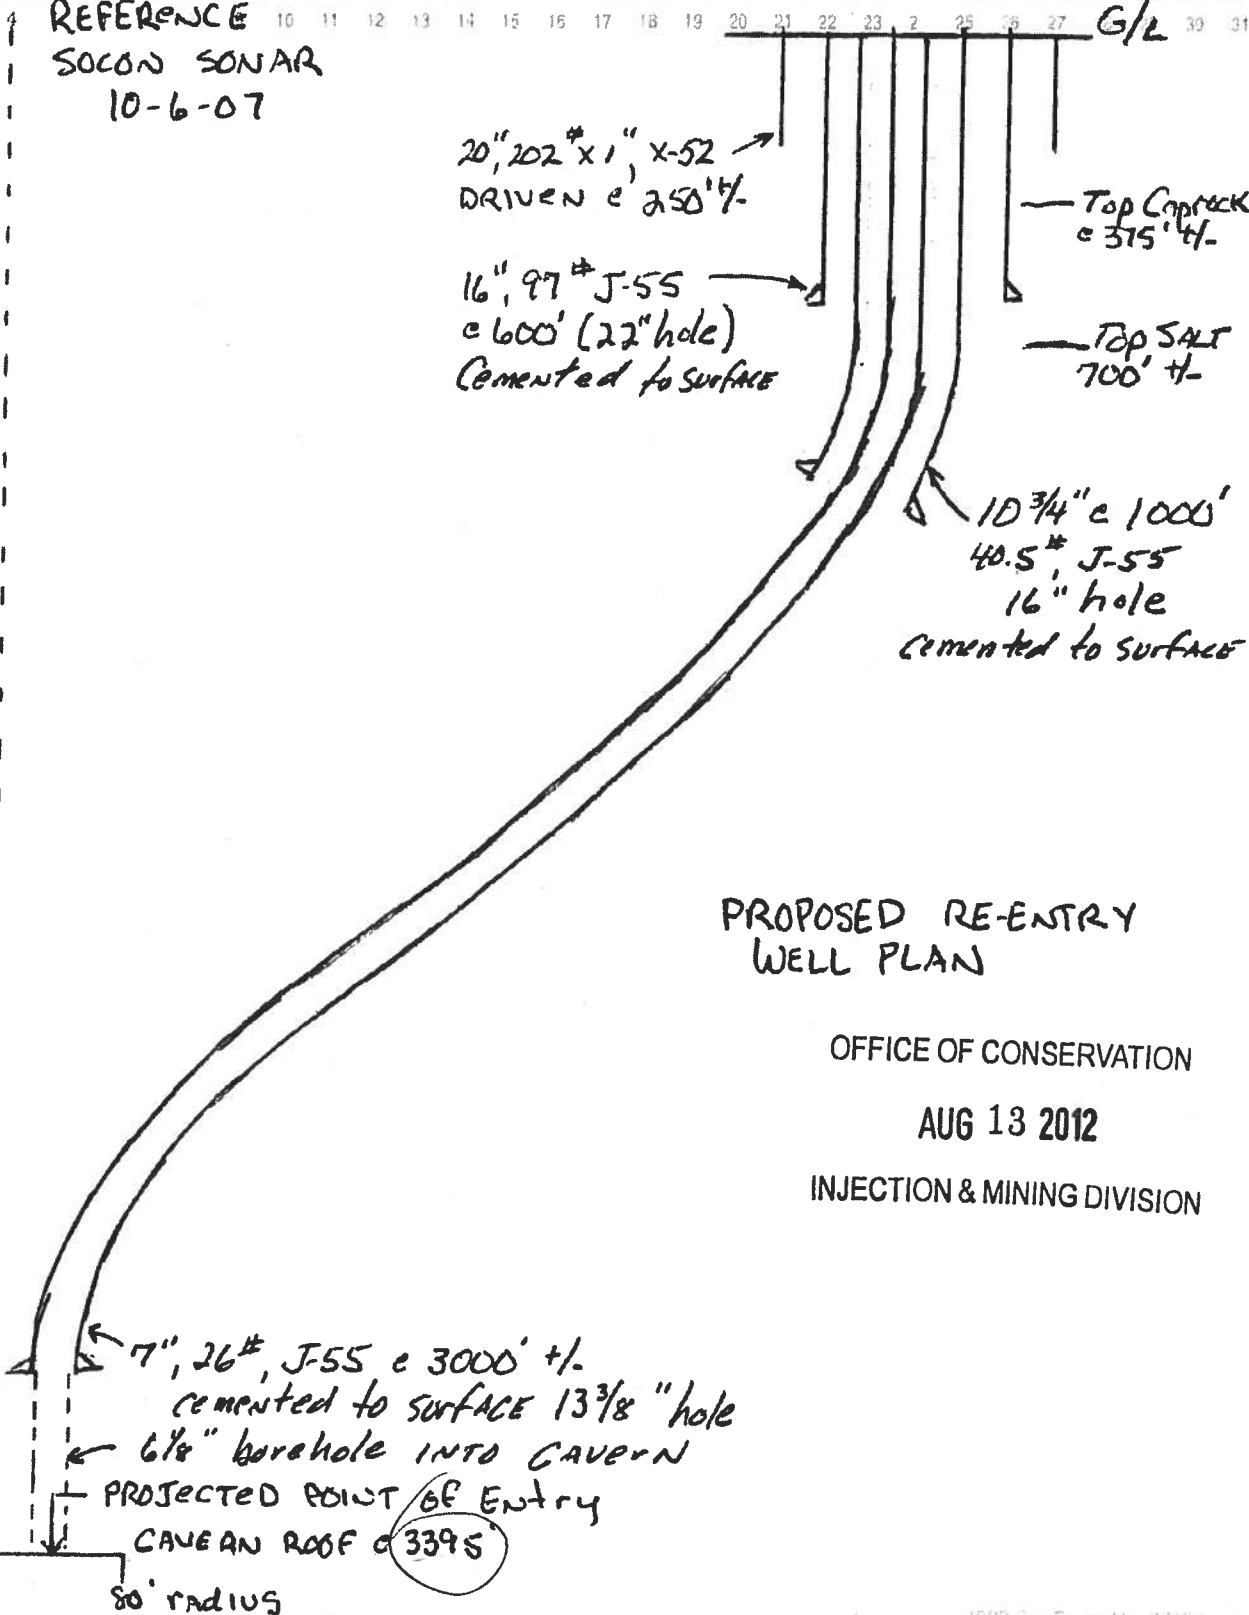 REFERENCE
SOCON SONAR
10-6-07
10 11 12 13 14 15 16 17 18 19 20 21 22 23 2 25 26 27 30 31
G/L
20", 202# x 1", X-52
DRIVEN @ 250' +/-
Top Caprock
@ 375' +/-
16", 97# J-55
@ 600' (22" hole)
Cemented to surface
Top SALT
700' +/-
10 3/4" @ 1000'
40.5#, J-55
16" hole
cemented to surface
PROPOSED RE-ENTRY
WELL PLAN
OFFICE OF CONSERVATION
AUG 13 2012
INJECTION & MINING DIVISION
7", 26#, J-55 @ 3000' +/-
cemented to surface 13 3/8" hole
6 1/8" borehole INTO CAVERN
PROJECTED POINT OF Entry
CAVERN ROOF @ 3395'
80' radius